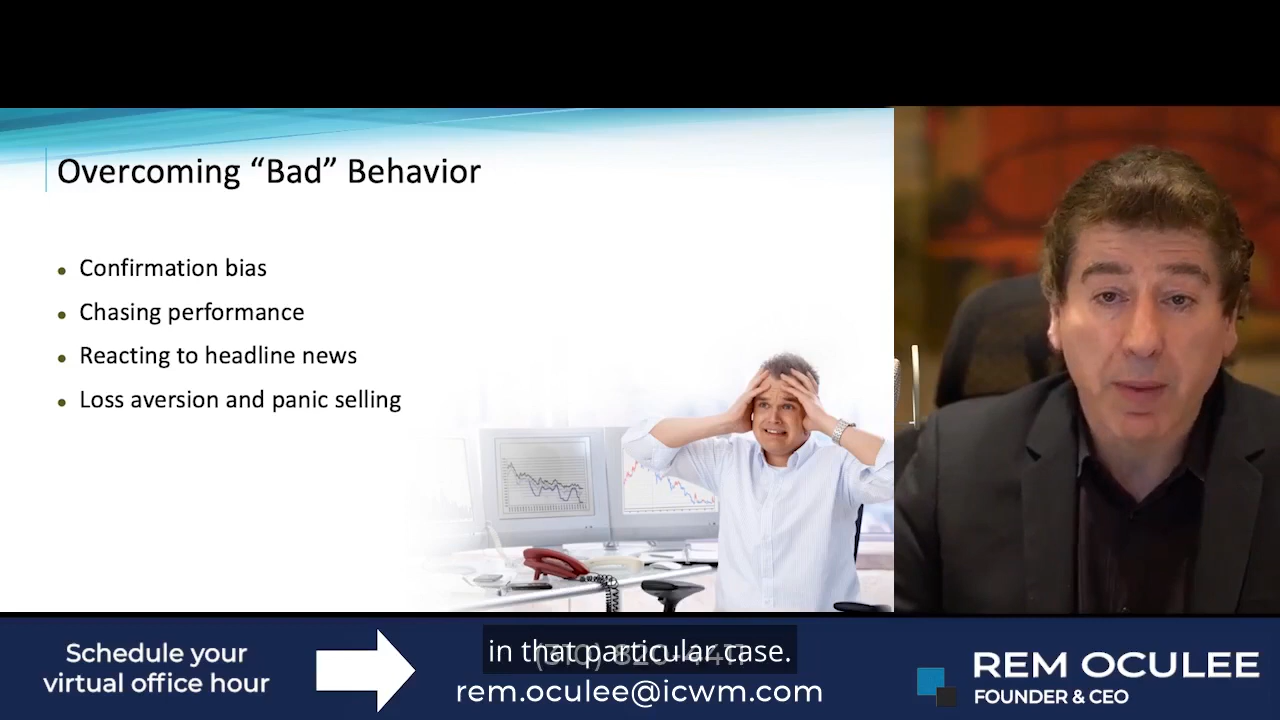 Overcoming “Bad” Behavior
• Confirmation bias
• Chasing performance
• Reacting to headline news
• Loss aversion and panic selling
Schedule your
virtual office hour
in that particular case.
rem.oculee@icwm.com
REM OCULEE
FOUNDER & CEO